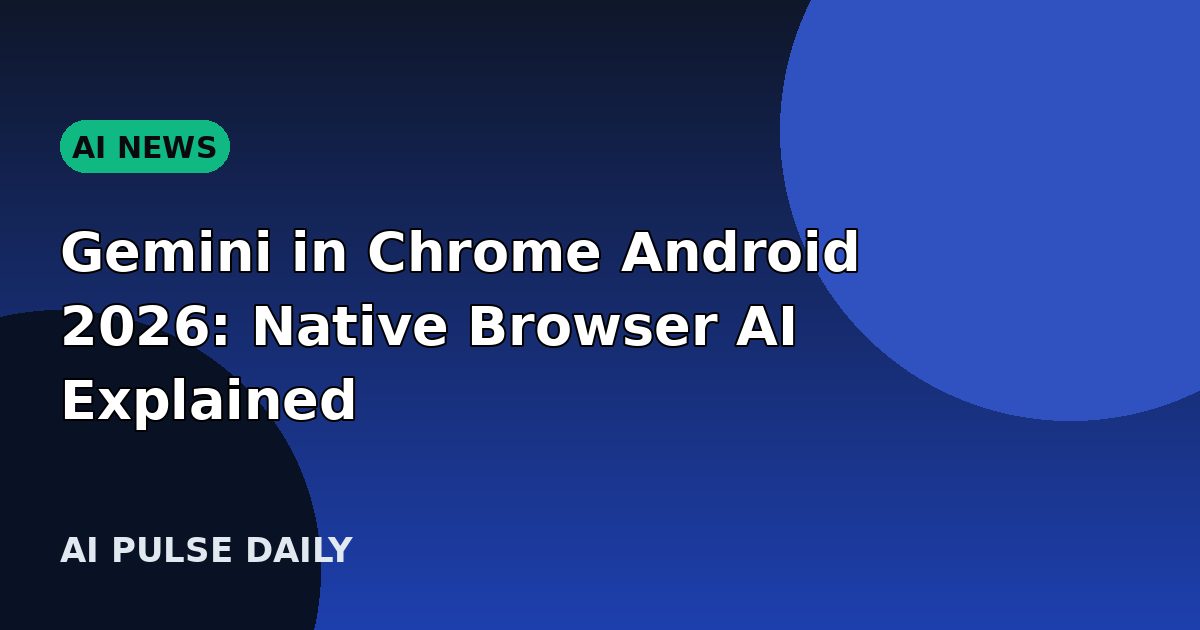 AI NEWS
Gemini in Chrome Android
2026: Native Browser AI
Explained
AI PULSE DAILY